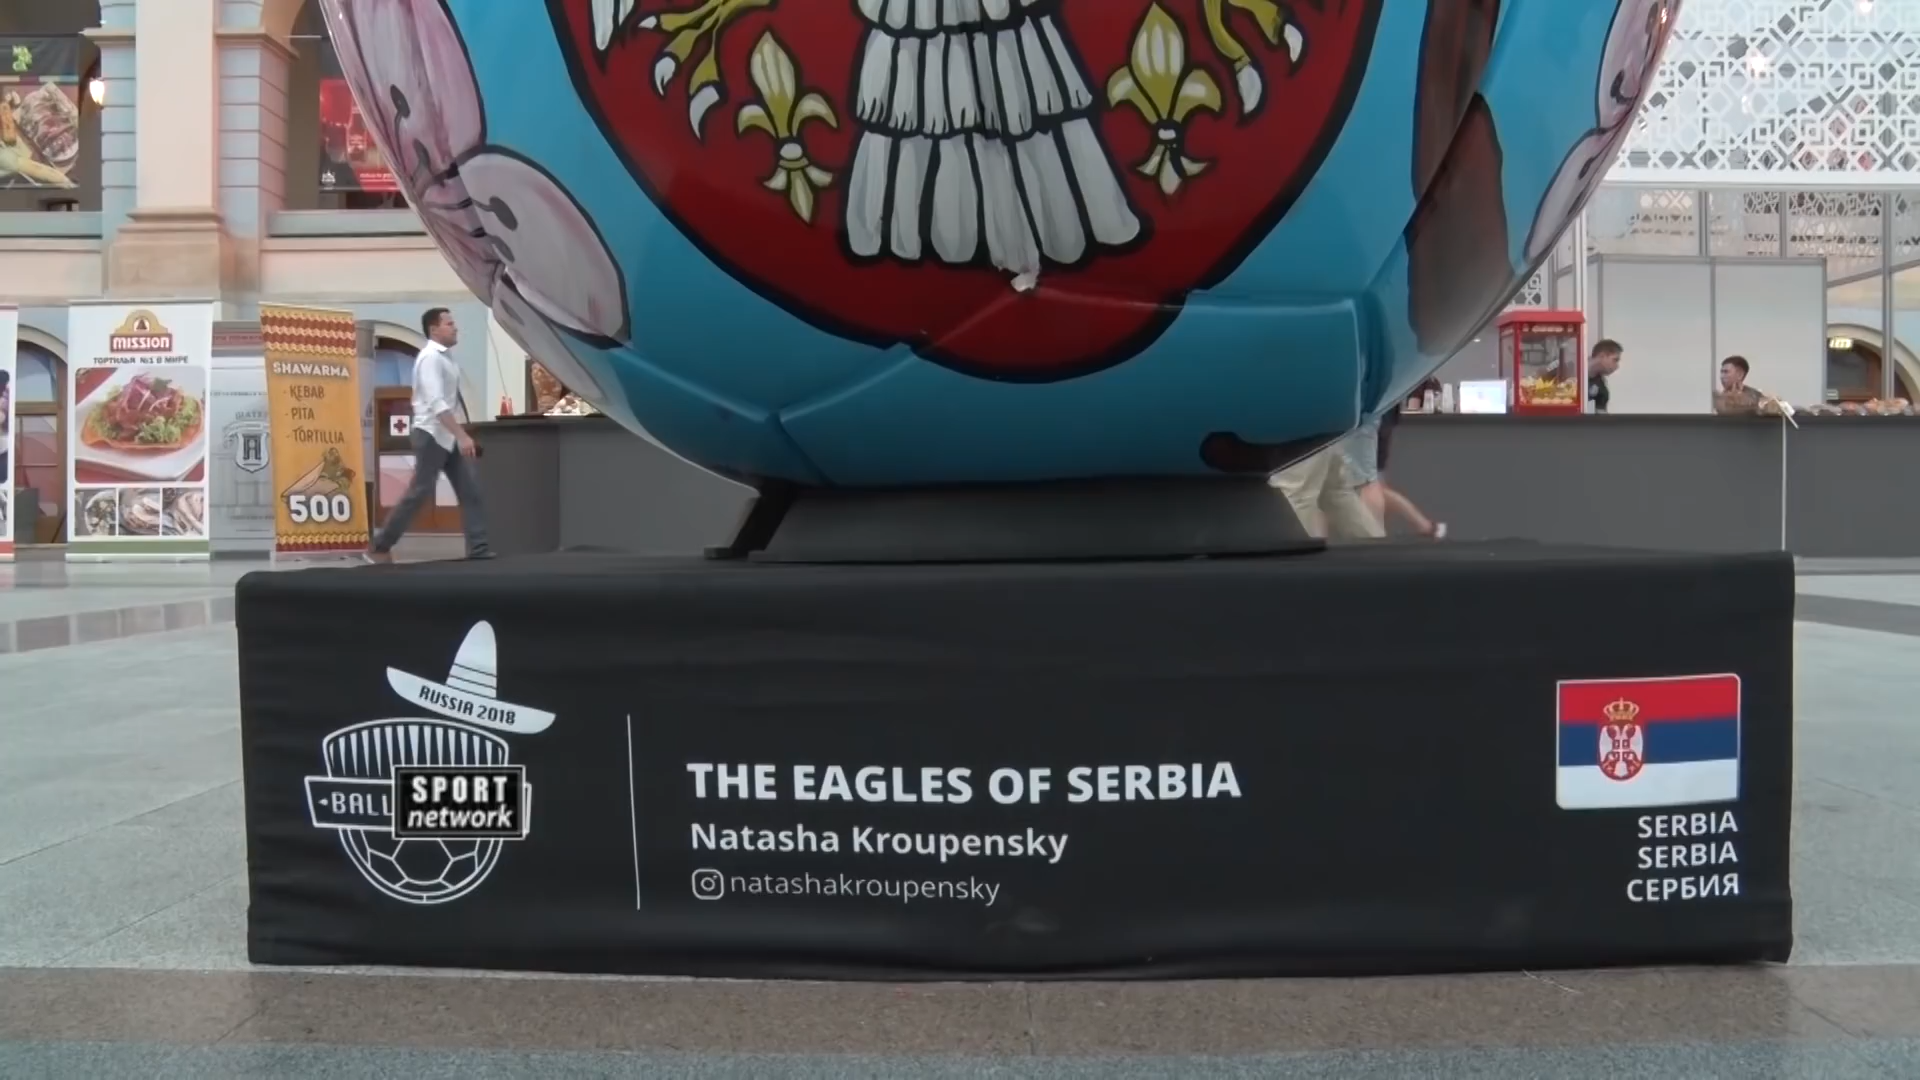 MISSION
ТОРТИЛЬЯ №1 В МИРЕ
SHAWARMA
- KEBAB
- PITA
- TORTILLIA
500
RUSSIA 2018
BALL
SPORT
network
THE EAGLES OF SERBIA
Natasha Kroupensky
natashakroupensky
SERBIA
SERBIA
СЕРБИЯ